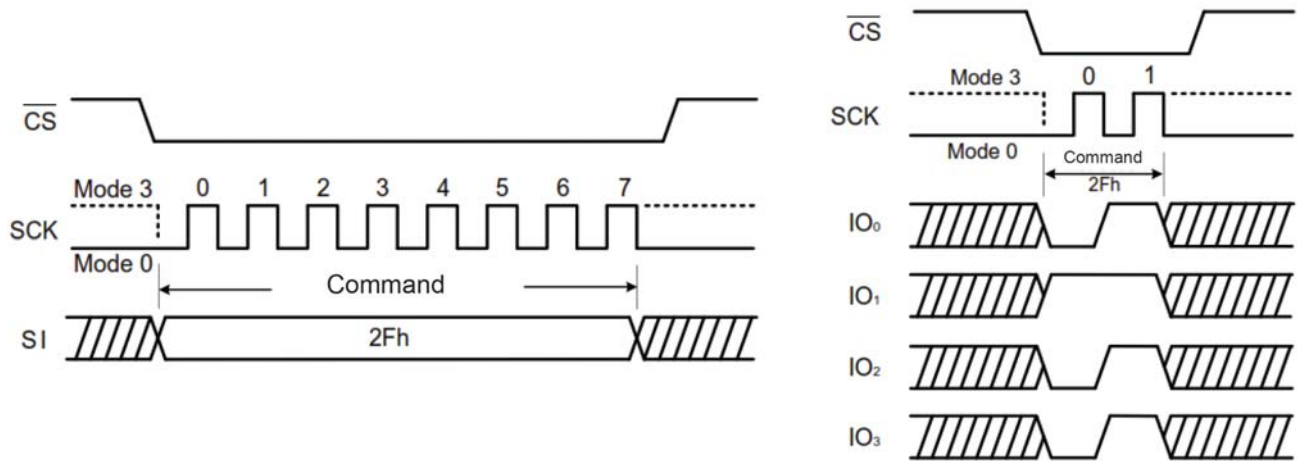 CS
Mode 3 0 1 2 3 4 5 6 7
SCK
Mode 0
Command
SI 2Fh
CS
Mode 3 0 1
SCK
Mode 0 Command
2Fh
IO₀
IO₁
IO₂
IO₃